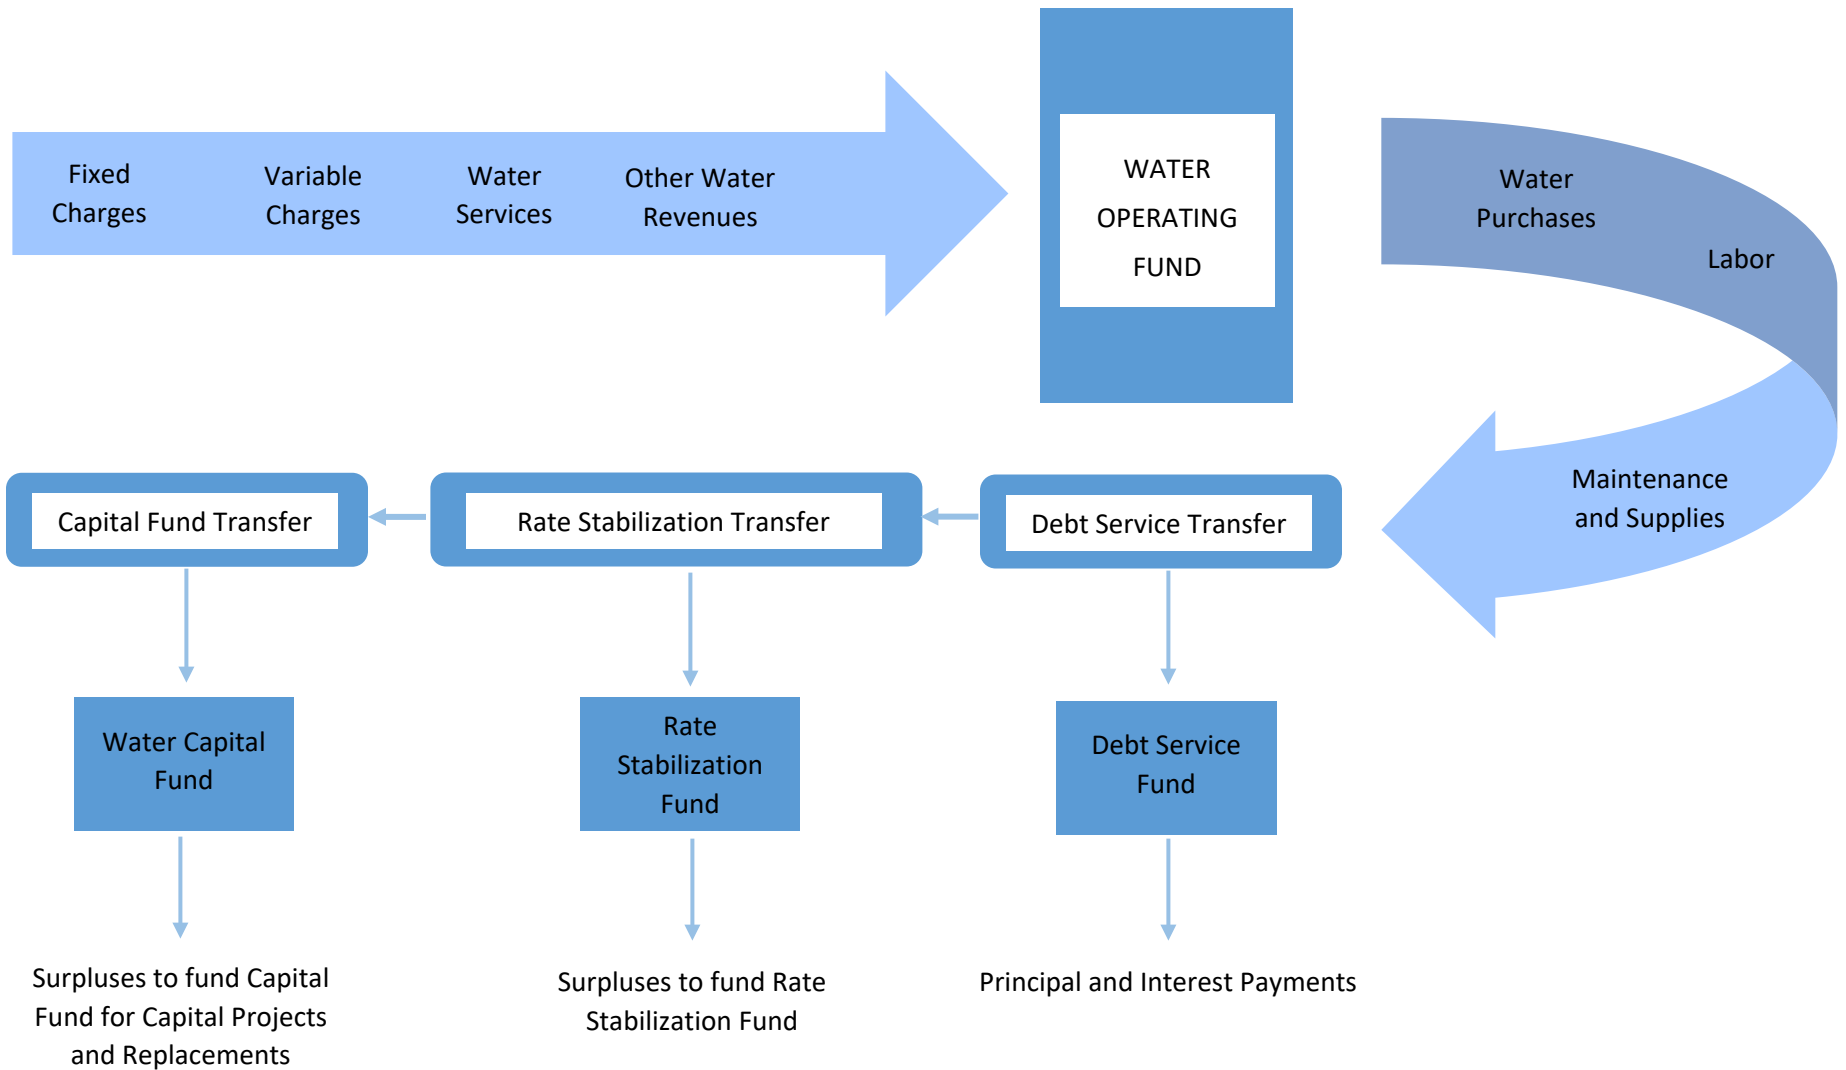 Fixed
Charges
Variable
Charges
Water
Services
Other Water
Revenues
WATER
OPERATING
FUND
Water
Purchases
Labor
Maintenance
and Supplies
Capital Fund Transfer
Rate Stabilization Transfer
Debt Service Transfer
Water Capital
Fund
Rate
Stabilization
Fund
Debt Service
Fund
Surpluses to fund Capital
Fund for Capital Projects
and Replacements
Surpluses to fund Rate
Stabilization Fund
Principal and Interest Payments